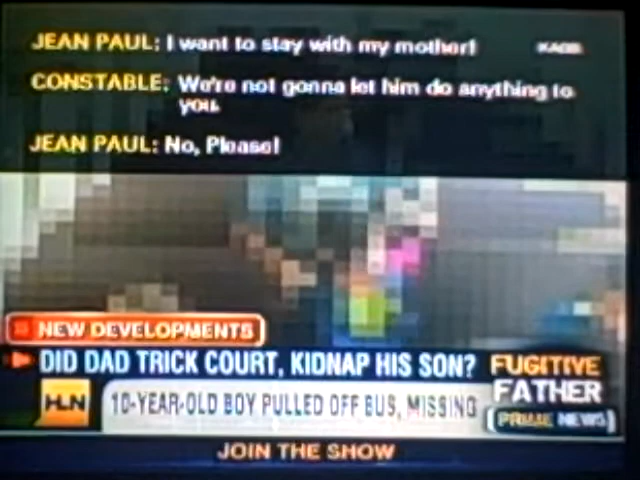 JEAN PAUL: I want to stay with my mother!
CONSTABLE: We're not gonna let him do anything to
you.
JEAN PAUL: No, Please!
NEW DEVELOPMENTS
DID DAD TRICK COURT, KIDNAP HIS SON?
FUGITIVE
FATHER
HLN
10-YEAR-OLD BOY PULLED OFF BUS, MISSING
PRIME NEWS
JOIN THE SHOW